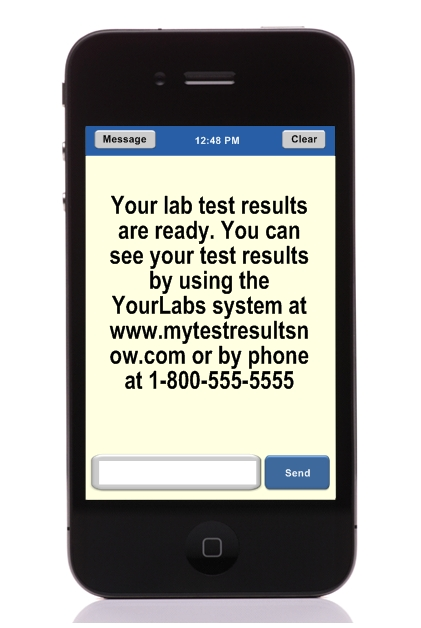 Message 12:48 PM Clear
Your lab test results
are ready. You can
see your test results
by using the
YourLabs system at
www.mytestresultsn
ow.com or by phone
at 1-800-555-5555
Send